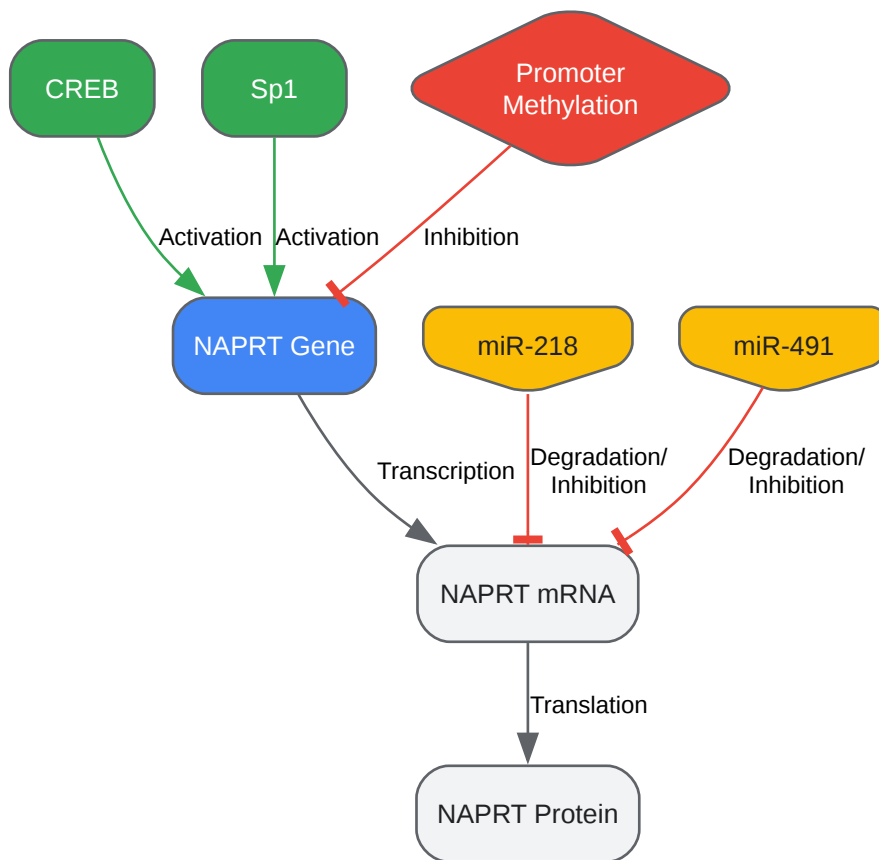 CREB
Sp1
Promoter
Methylation
Activation
Activation
Inhibition
NAPRT Gene
miR-218
miR-491
Transcription
Degradation/
Inhibition
Degradation/
Inhibition
NAPRT mRNA
Translation
NAPRT Protein